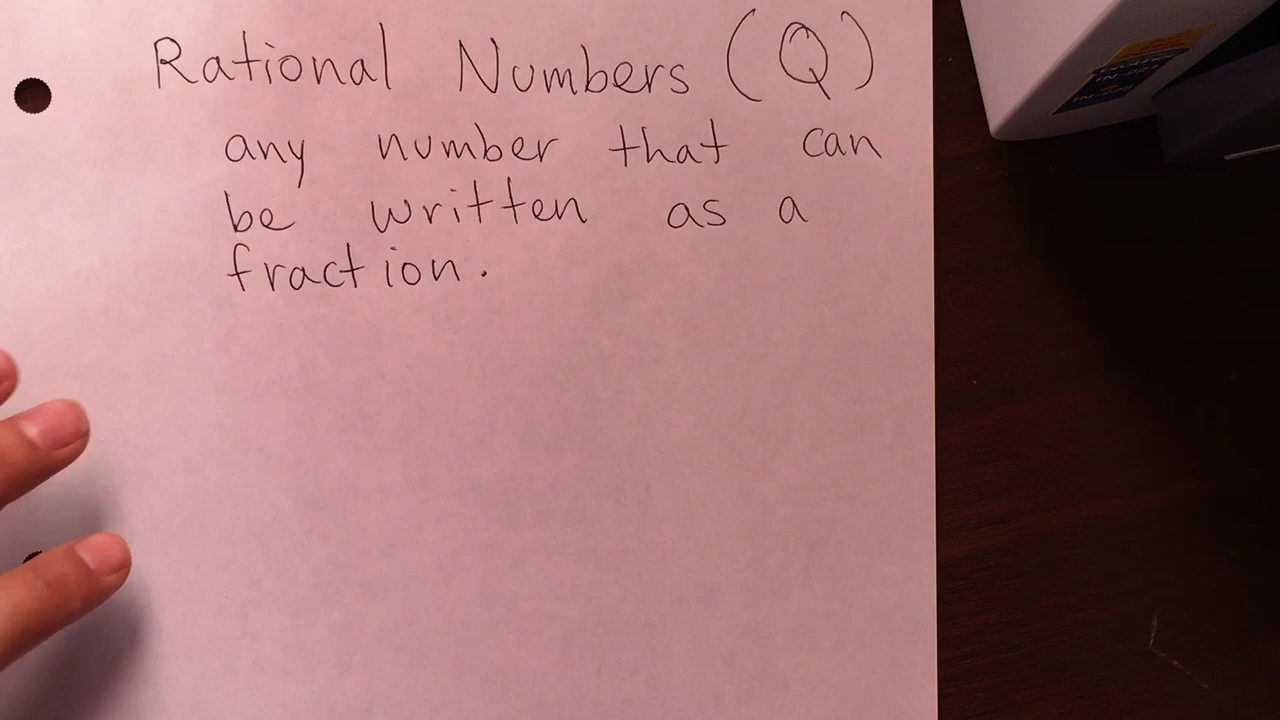 Rational Numbers (Q)
any number that can
be written as a
fraction.